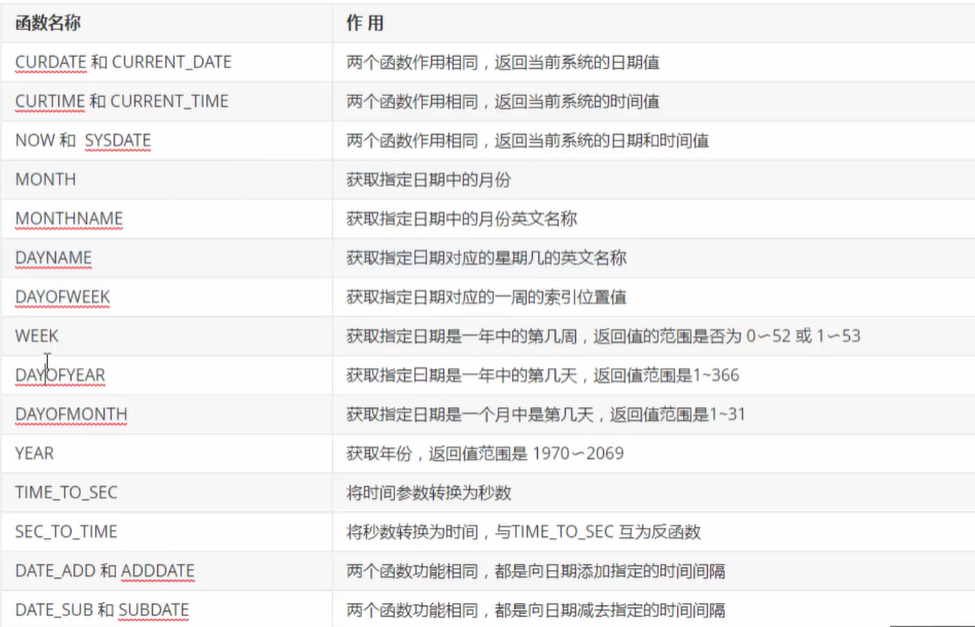 函数名称 作 用
CURDATE 和 CURRENT_DATE 两个函数作用相同，返回当前系统的日期值
CURTIME 和 CURRENT_TIME 两个函数作用相同，返回当前系统的时间值
NOW 和 SYSDATE 两个函数作用相同，返回当前系统的日期和时间值
MONTH 获取指定日期中的月份
MONTHNAME 获取指定日期中的月份英文名称
DAYNAME 获取指定日期对应的星期几的英文名称
DAYOFWEEK 获取指定日期对应的一周的索引位置值
WEEK 获取指定日期是一年中的第几周，返回值的范围是否为 0〜52 或 1〜53
DAYOFYEAR 获取指定日期是一年中的第几天，返回值范围是1~366
DAYOFMONTH 获取指定日期是一个月中是第几天，返回值范围是1~31
YEAR 获取年份，返回值范围是 1970〜2069
TIME_TO_SEC 将时间参数转换为秒数
SEC_TO_TIME 将秒数转换为时间，与TIME_TO_SEC 互为反函数
DATE_ADD 和 ADDDATE 两个函数功能相同，都是向日期添加指定的时间间隔
DATE_SUB 和 SUBDATE 两个函数功能相同，都是向日期减去指定的时间间隔